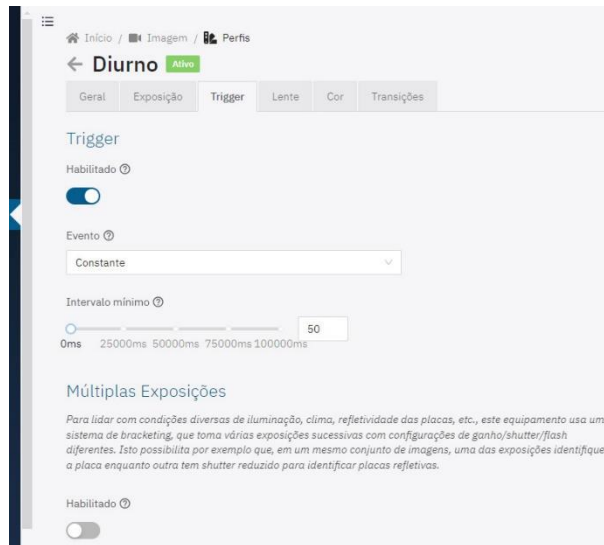 Início / Imagem / Perfis
← Diurno Ativo
Geral Exposição Trigger Lente Cor Transições
Trigger
Habilitado
Evento
Constante
Intervalo mínimo
50
0ms 25000ms 50000ms 75000ms 100000ms
Múltiplas Exposições
Para lidar com condições diversas de iluminação, clima, refletividade das placas, etc., este equipamento usa um
sistema de bracketing, que toma várias exposições sucessivas com configurações de ganho/shutter/flash
diferentes. Isto possibilita por exemplo que, em um mesmo conjunto de imagens, uma das exposições identifique
a placa enquanto outra tem shutter reduzido para identificar placas refletivas.
Habilitado